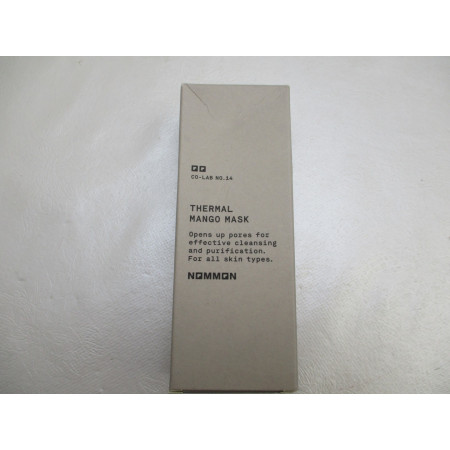 CO-LAB NO.14
THERMAL
MANGO MASK
Opens up pores for
effective cleansing
and purification.
For all skin types.
NOMMON